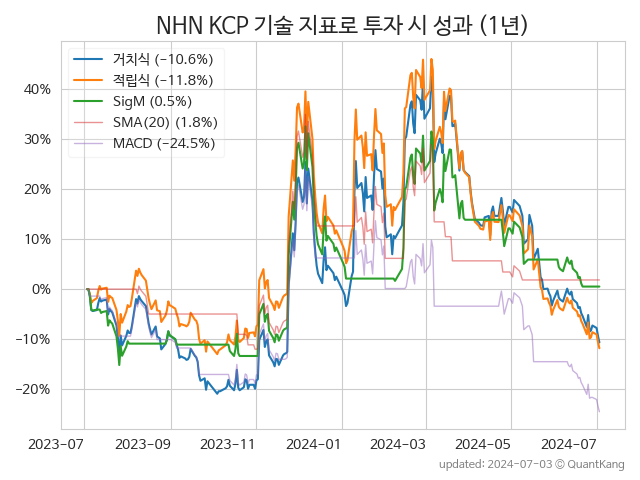 NHN KCP 기술 지표로 투자 시 성과 (1년)
거치식 (−10.6%)
적립식 (−11.8%)
SigM (0.5%)
SMA(20) (1.8%)
MACD (−24.5%)
40%
30%
20%
10%
0%
−10%
−20%
2023-07 2023-09 2023-11 2024-01 2024-03 2024-05 2024-07
updated: 2024-07-03 ⓒ QuantKang